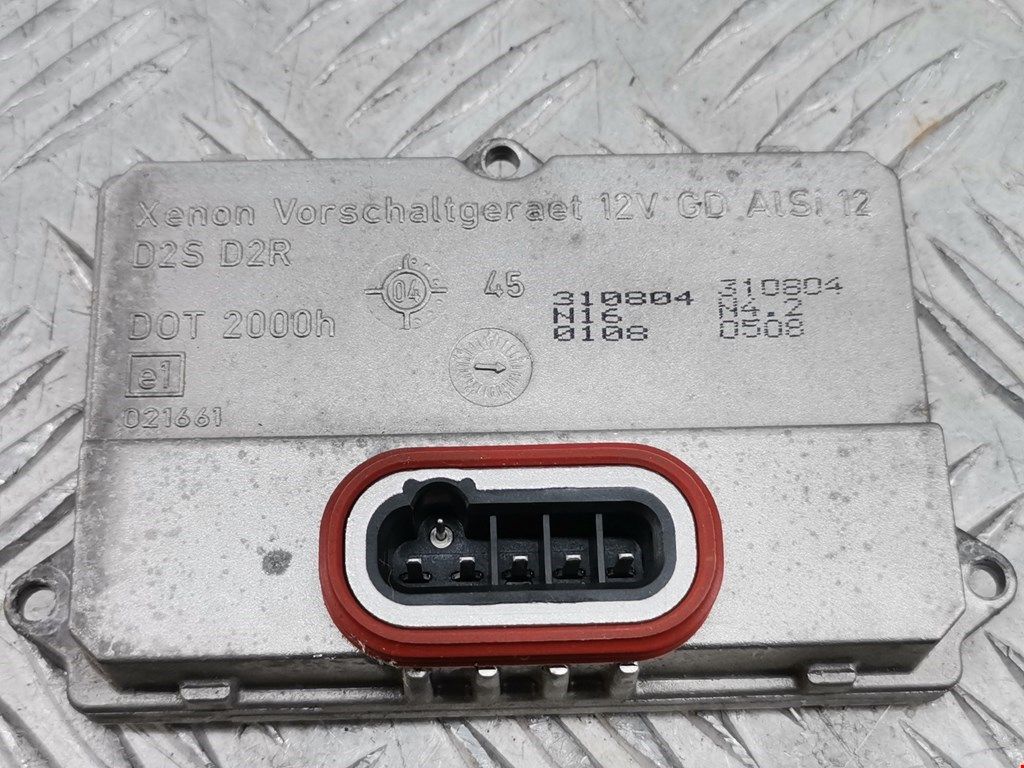 Xenon Vorschaltgeraet 12V GD AlSi 12
D2S D2R
04 45
310804 310804
N16 N4.2
0108 0508
DOT 2000h
e1
021661